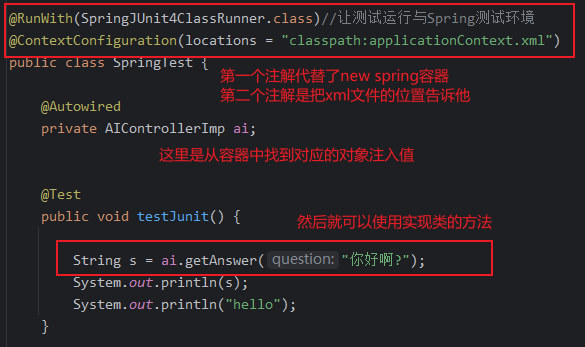 @RunWith(SpringJUnit4ClassRunner.class)//让测试运行与Spring测试环境
@ContextConfiguration(locations = "classpath:applicationContext.xml")
public class SpringTest {
第一个注解代替了new spring容器
第二个注解是把xml文件的位置告诉他
@Autowired
private AIControllerImp ai;
这里是从容器中找到对应的对象注入值
@Test
public void testJunit() {
然后就可以使用实现类的方法
String s = ai.getAnswer( question: "你好啊?");
System.out.println(s);
System.out.println("hello");
}